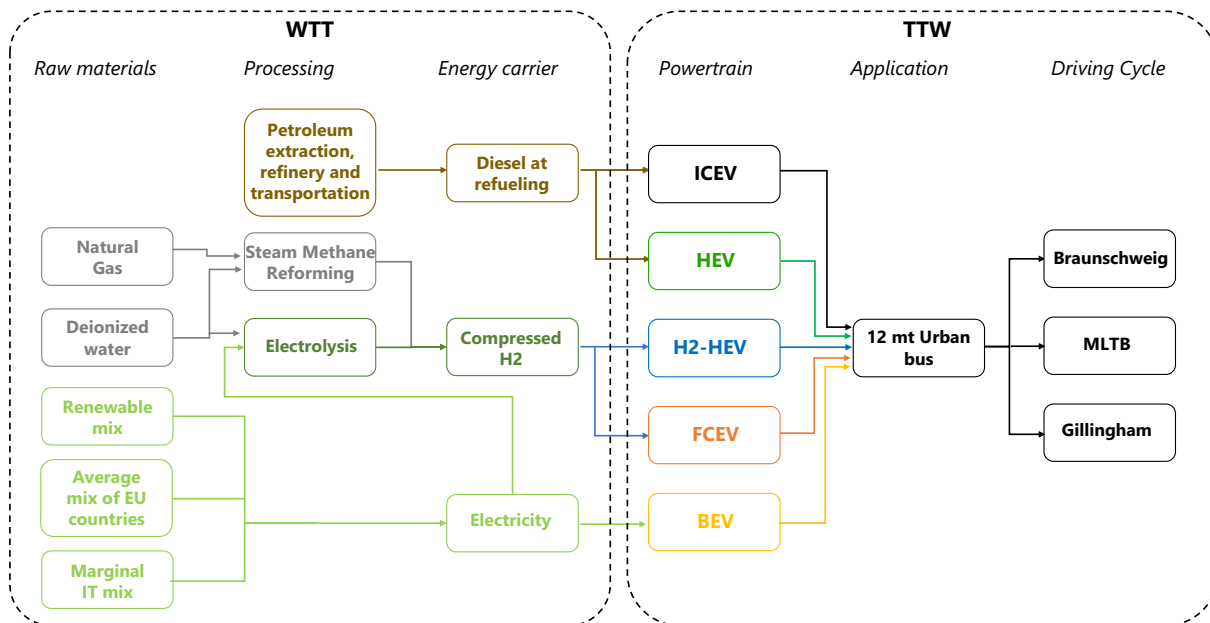 WTT
TTW
Raw materials
Processing
Energy carrier
Powertrain
Application
Driving Cycle
Petroleum
extraction,
refinery and
transportation
Diesel at
refueling
ICEV
Natural
Gas
Steam Methane
Reforming
HEV
Braunschweig
Deionized
water
Electrolysis
Compressed
H2
H2-HEV
12 mt Urban
bus
MLTB
Renewable
mix
FCEV
Gillingham
Average
mix of EU
countries
Electricity
BEV
Marginal
IT mix